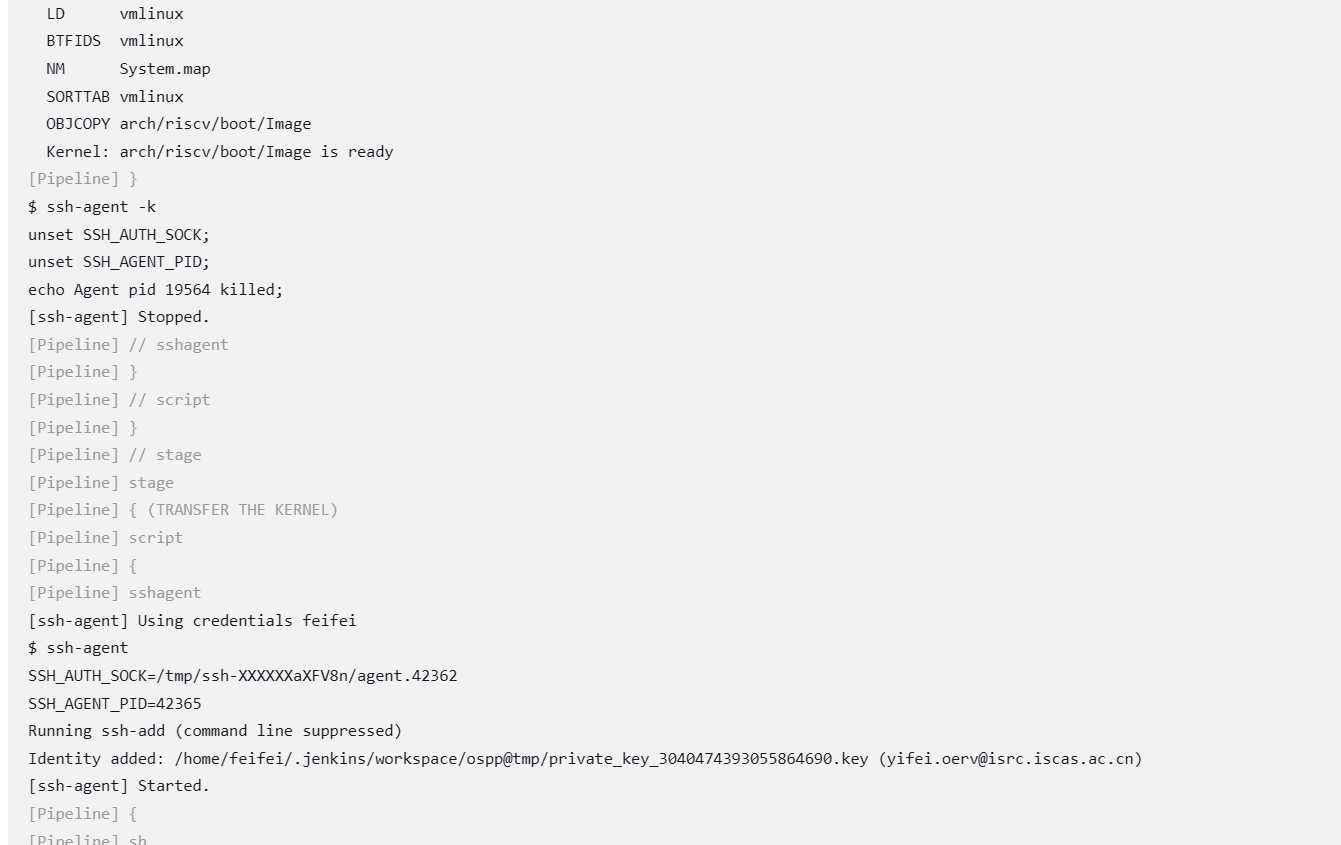 LD      vmlinux
BTFIDS  vmlinux
NM      System.map
SORTTAB vmlinux
OBJCOPY arch/riscv/boot/Image
Kernel: arch/riscv/boot/Image is ready
[Pipeline] }
$ ssh-agent -k
unset SSH_AUTH_SOCK;
unset SSH_AGENT_PID;
echo Agent pid 19564 killed;
[ssh-agent] Stopped.
[Pipeline] // sshagent
[Pipeline] }
[Pipeline] // script
[Pipeline] }
[Pipeline] // stage
[Pipeline] stage
[Pipeline] { (TRANSFER THE KERNEL)
[Pipeline] script
[Pipeline] {
[Pipeline] sshagent
[ssh-agent] Using credentials feifei
$ ssh-agent
SSH_AUTH_SOCK=/tmp/ssh-XXXXXXaXFV8n/agent.42362
SSH_AGENT_PID=42365
Running ssh-add (command line suppressed)
Identity added: /home/feifei/.jenkins/workspace/ospp@tmp/private_key_3040474393055864690.key (yifei.oerv@isrc.iscas.ac.cn)
[ssh-agent] Started.
[Pipeline] {
[Pipeline] sh